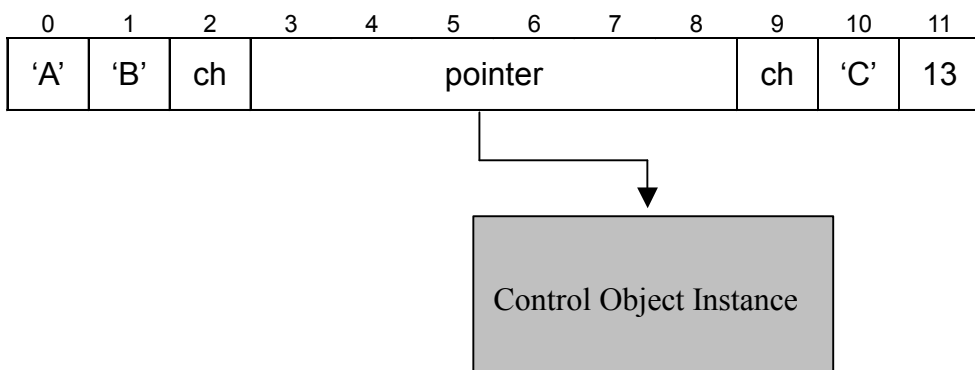 0 1 2 3 4 5 6 7 8 9 10 11
‘A’ ‘B’ ch pointer ch ‘C’ 13
Control Object Instance